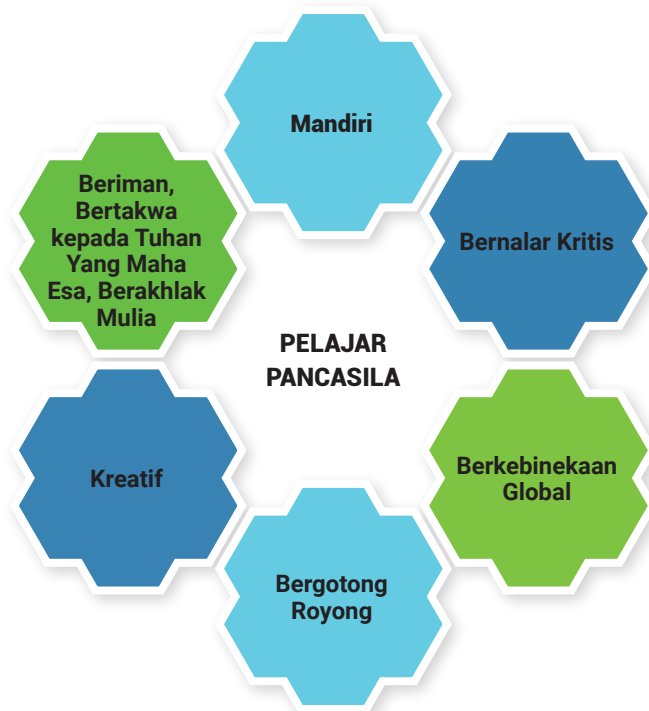 Mandiri
Beriman,
Bertakwa
kepada Tuhan
Yang Maha
Esa, Berakhlak
Mulia
Bernalar Kritis
PELAJAR
PANCASILA
Kreatif
Berkebinekaan
Global
Bergotong
Royong